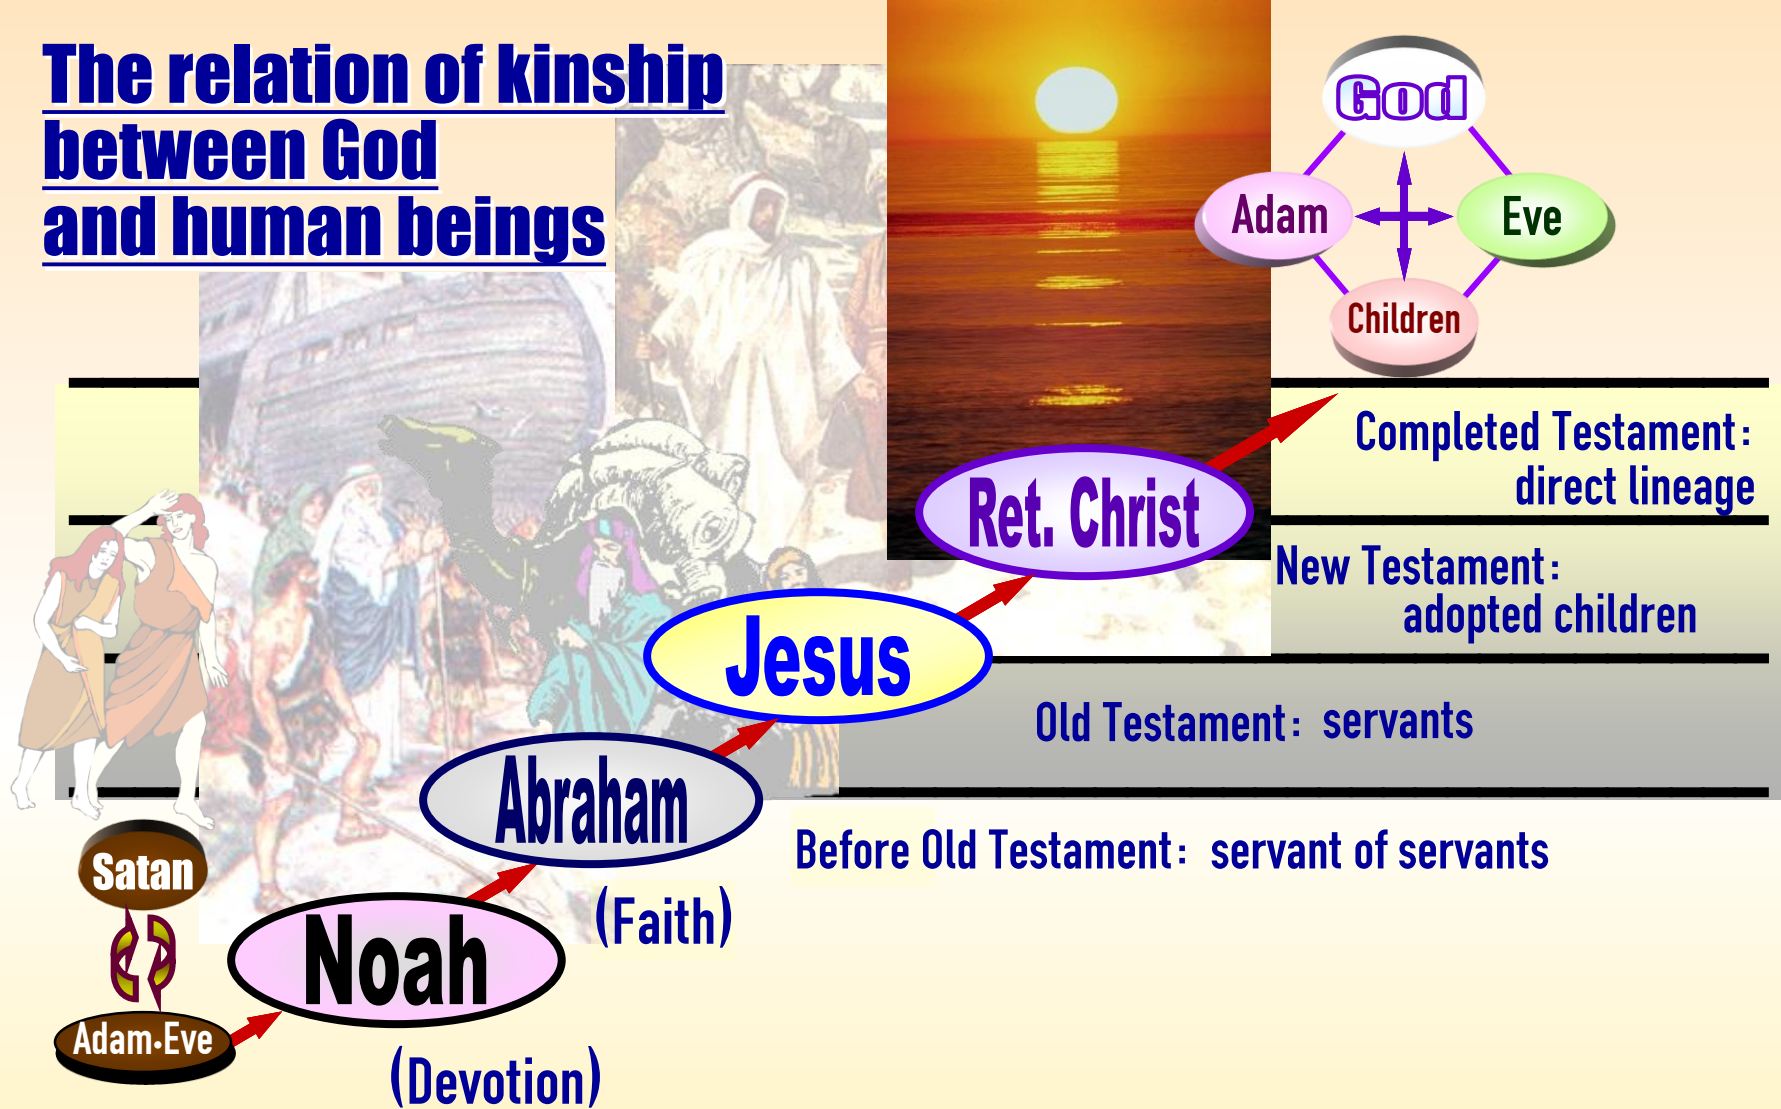 The relation of kinship
between God
and human beings
God
Adam
Eve
Children
Completed Testament:
direct lineage
Ret. Christ
New Testament:
adopted children
Jesus
Old Testament: servants
Abraham
Before Old Testament: servant of servants
Satan
(Faith)
Noah
Adam·Eve
(Devotion)